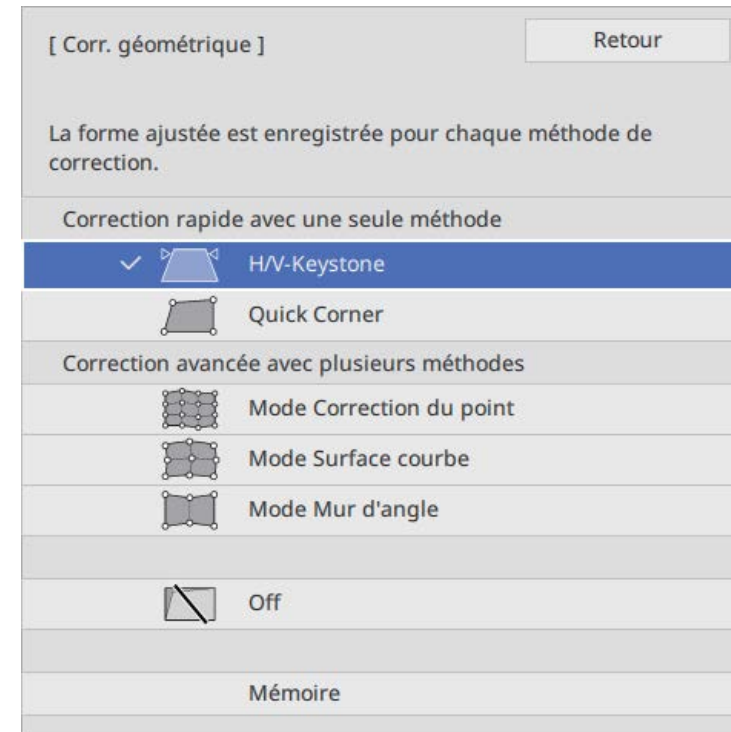 [ Corr. géométrique ]
Retour
La forme ajustée est enregistrée pour chaque méthode de
correction.
Correction rapide avec une seule méthode
H/V-Keystone
Quick Corner
Correction avancée avec plusieurs méthodes
Mode Correction du point
Mode Surface courbe
Mode Mur d'angle
Off
Mémoire